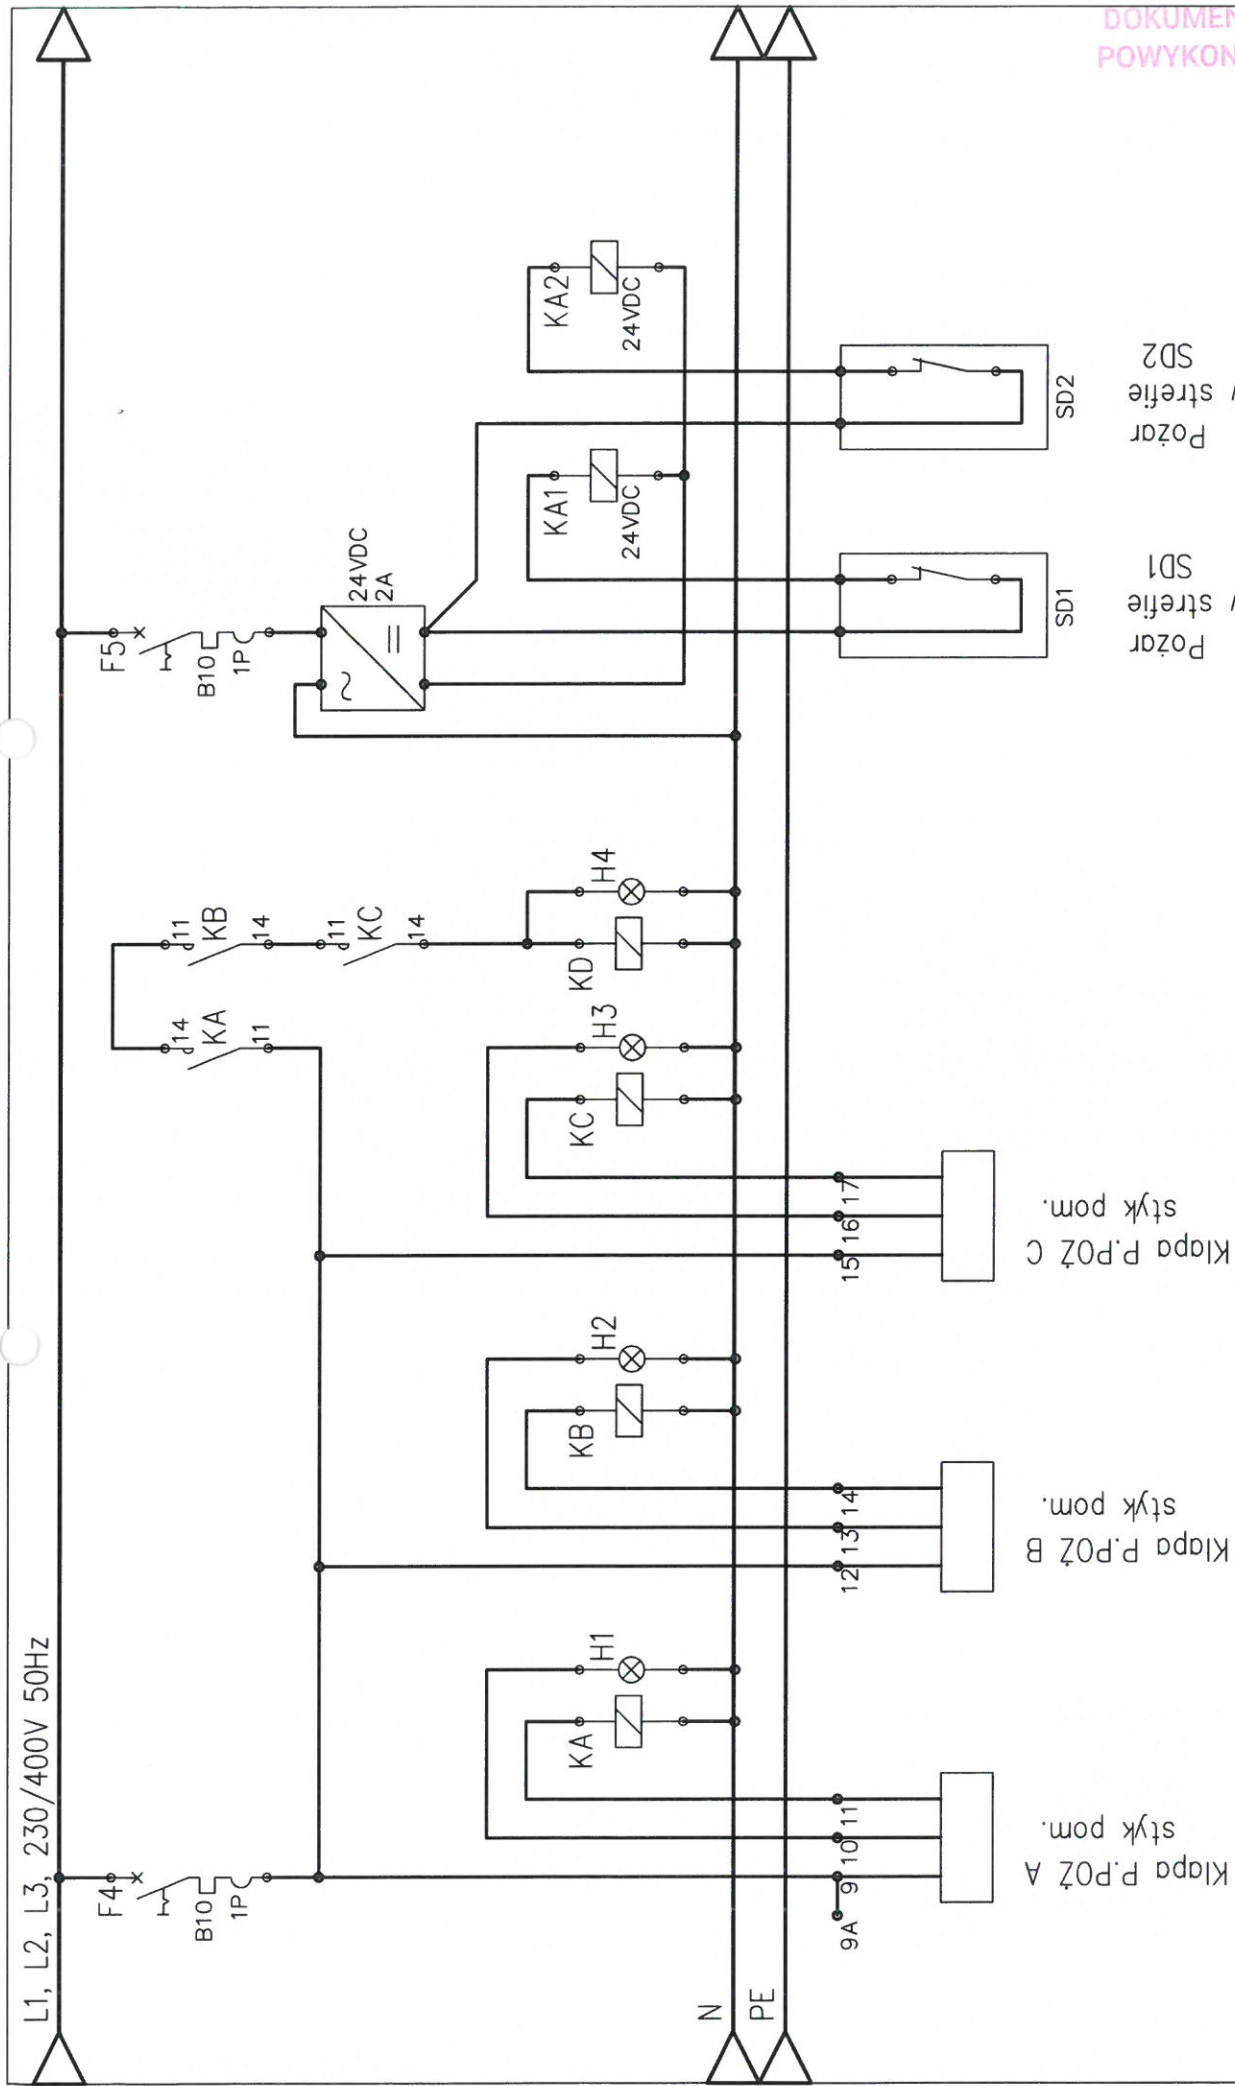 DOKUMEN
POWYKON
L1, L2, L3, 230/400V 50Hz
F4
B10
1P
F5
B10
1P
24VDC
2A
KA
14
11
KB
11
14
KC
11
14
KA
H1
KB
H2
KC
H3
KD
H4
KA1
24VDC
KA2
24VDC
N
PE
9A
9
10
11
12
13
14
15
16
17
SD1
SD2
Klapa P.POŻ A
styk pom.
Klapa P.POŻ B
styk pom.
Klapa P.POŻ C
styk pom.
Pożar
strefie
SD1
Pożar
strefie
SD2